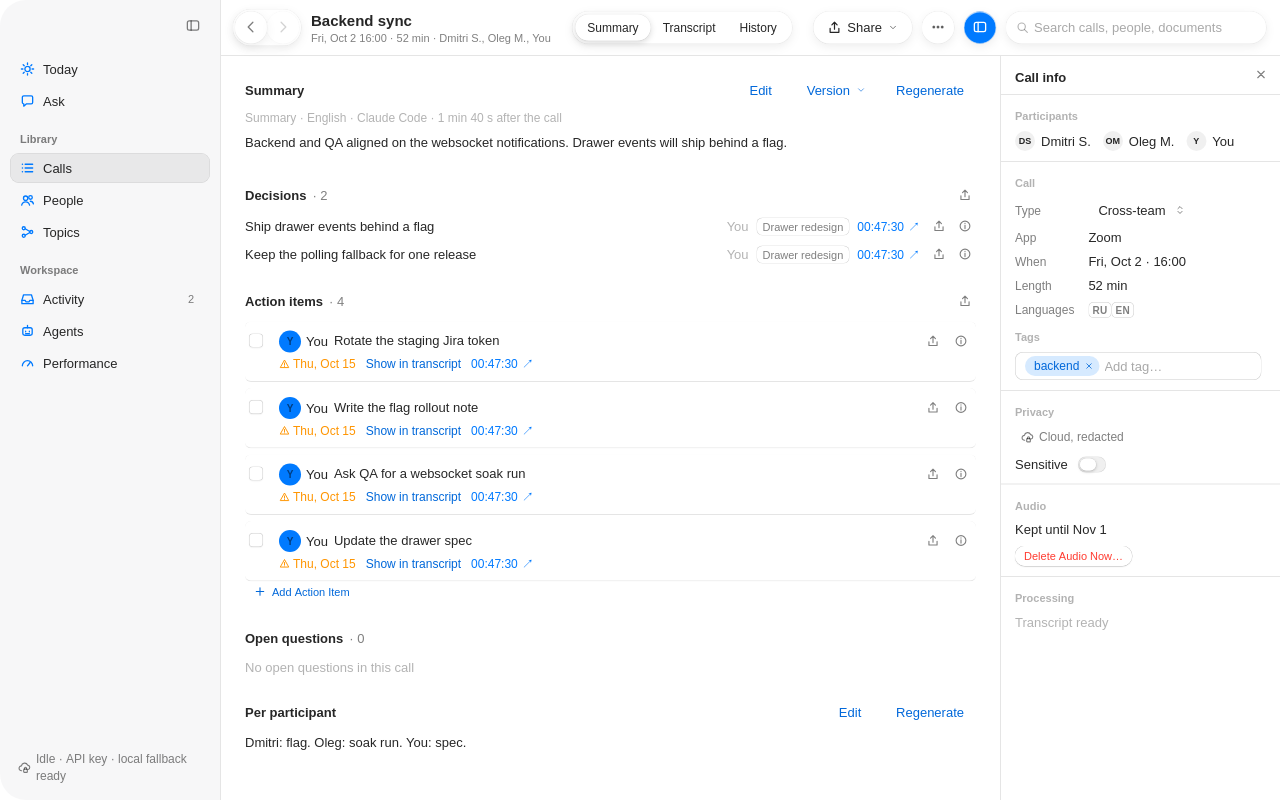 Today
Ask
Library
Calls
People
Topics
Workspace
Activity 2
Agents
Performance
Idle · API key · local fallback
ready
Backend sync
Fri, Oct 2 16:00 · 52 min · Dmitri S., Oleg M., You
Summary Transcript History
Share
Search calls, people, documents
Summary Edit Version Regenerate
Summary · English · Claude Code · 1 min 40 s after the call
Backend and QA aligned on the websocket notifications. Drawer events will ship behind a flag.
Decisions · 2
Ship drawer events behind a flag You Drawer redesign 00:47:30
Keep the polling fallback for one release You Drawer redesign 00:47:30
Action items · 4
Y You Rotate the staging Jira token
Thu, Oct 15 Show in transcript 00:47:30
Y You Write the flag rollout note
Thu, Oct 15 Show in transcript 00:47:30
Y You Ask QA for a websocket soak run
Thu, Oct 15 Show in transcript 00:47:30
Y You Update the drawer spec
Thu, Oct 15 Show in transcript 00:47:30
Add Action Item
Open questions · 0
No open questions in this call
Per participant Edit Regenerate
Dmitri: flag. Oleg: soak run. You: spec.
Call info
Participants
DS Dmitri S. OM Oleg M. Y You
Call
Type Cross-team
App Zoom
When Fri, Oct 2 · 16:00
Length 52 min
Languages RU EN
Tags
backend × Add tag…
Privacy
Cloud, redacted
Sensitive
Audio
Kept until Nov 1
Delete Audio Now…
Processing
Transcript ready